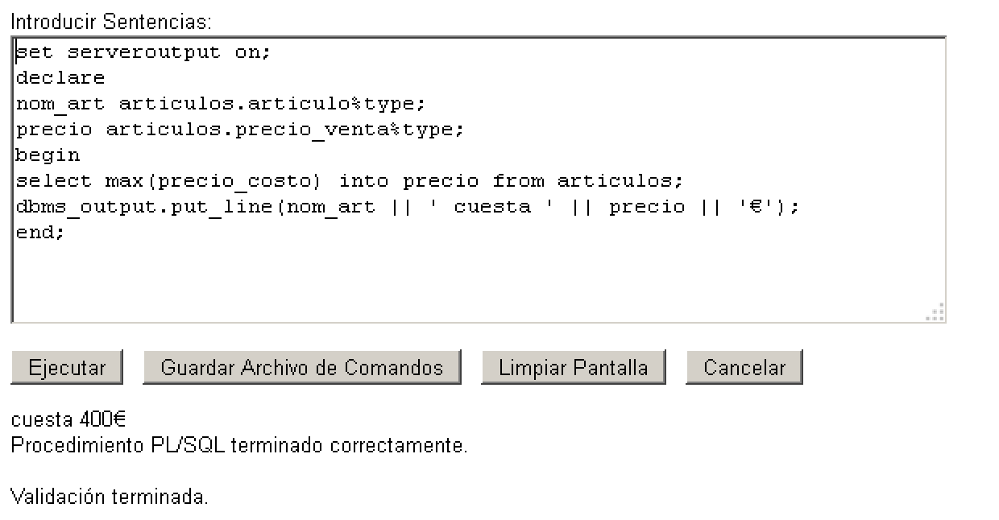 Introducir Sentencias:
set serveroutput on;
declare
nom_art articulos.articulo%type;
precio articulos.precio_venta%type;
begin
select max(precio_costo) into precio from articulos;
dbms_output.put_line(nom_art || ' cuesta ' || precio || '€');
end;
Ejecutar Guardar Archivo de Comandos Limpiar Pantalla Cancelar
cuesta 400€
Procedimiento PL/SQL terminado correctamente.
Validación terminada.